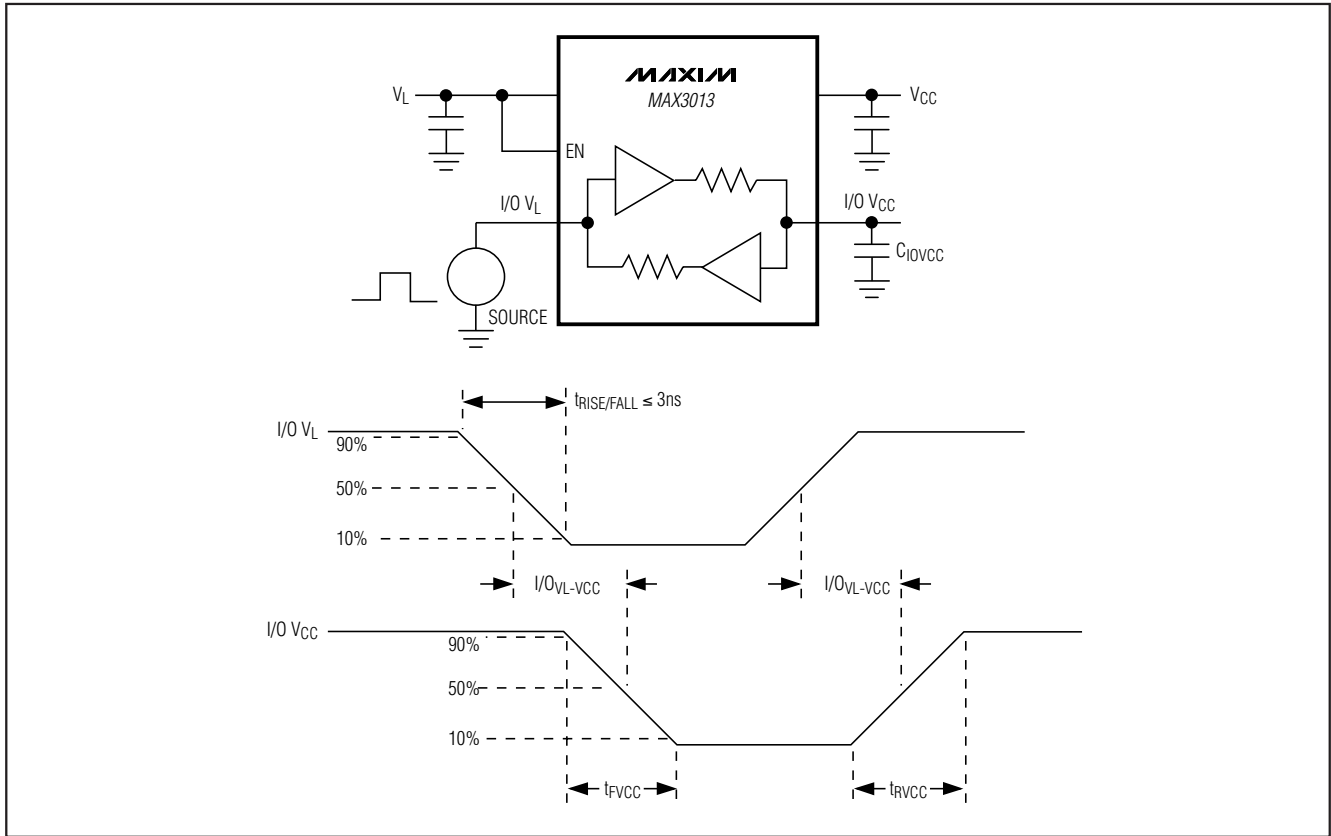 MAXIM
MAX3013
VL
VCC
EN
I/O VL
I/O VCC
CIOVCC
SOURCE
tRISE/FALL ≤ 3ns
I/O VL
90%
50%
10%
I/OVL-VCC
I/OVL-VCC
I/O VCC
90%
50%
10%
tFVCC
tRVCC